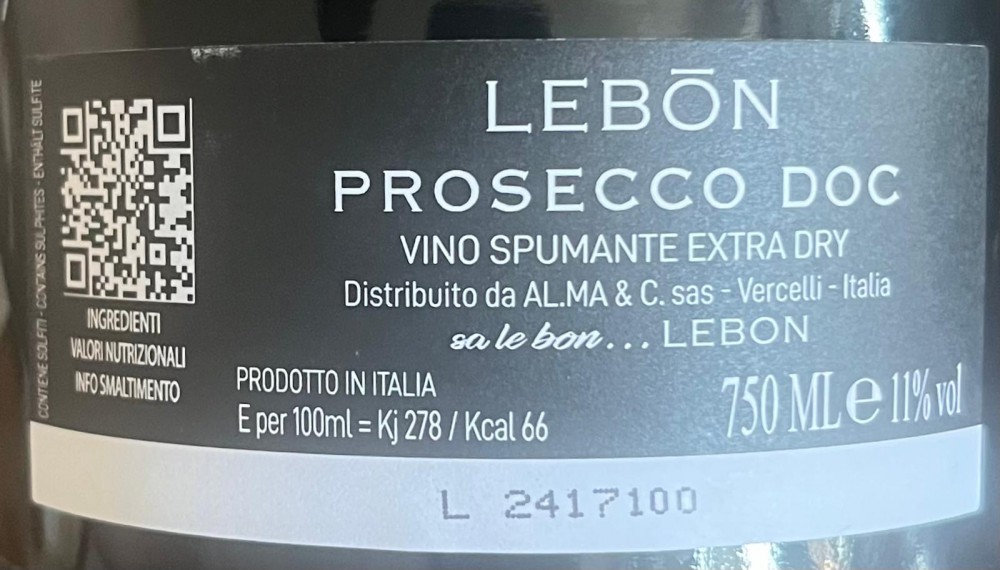 CONTIENE SOLFITI - CONTAINS SULPHITES - ENTHÄLT SULFITE
INGREDIENTI
VALORI NUTRIZIONALI
INFO SMALTIMENTO
LEBŌN
PROSECCO DOC
VINO SPUMANTE EXTRA DRY
Distribuito da AL.MA & C. sas - Vercelli - Italia
sa le bon... LEBON
PRODOTTO IN ITALIA
E per 100ml = Kj 278 / Kcal 66
750 ML e 11% vol
L 2417100